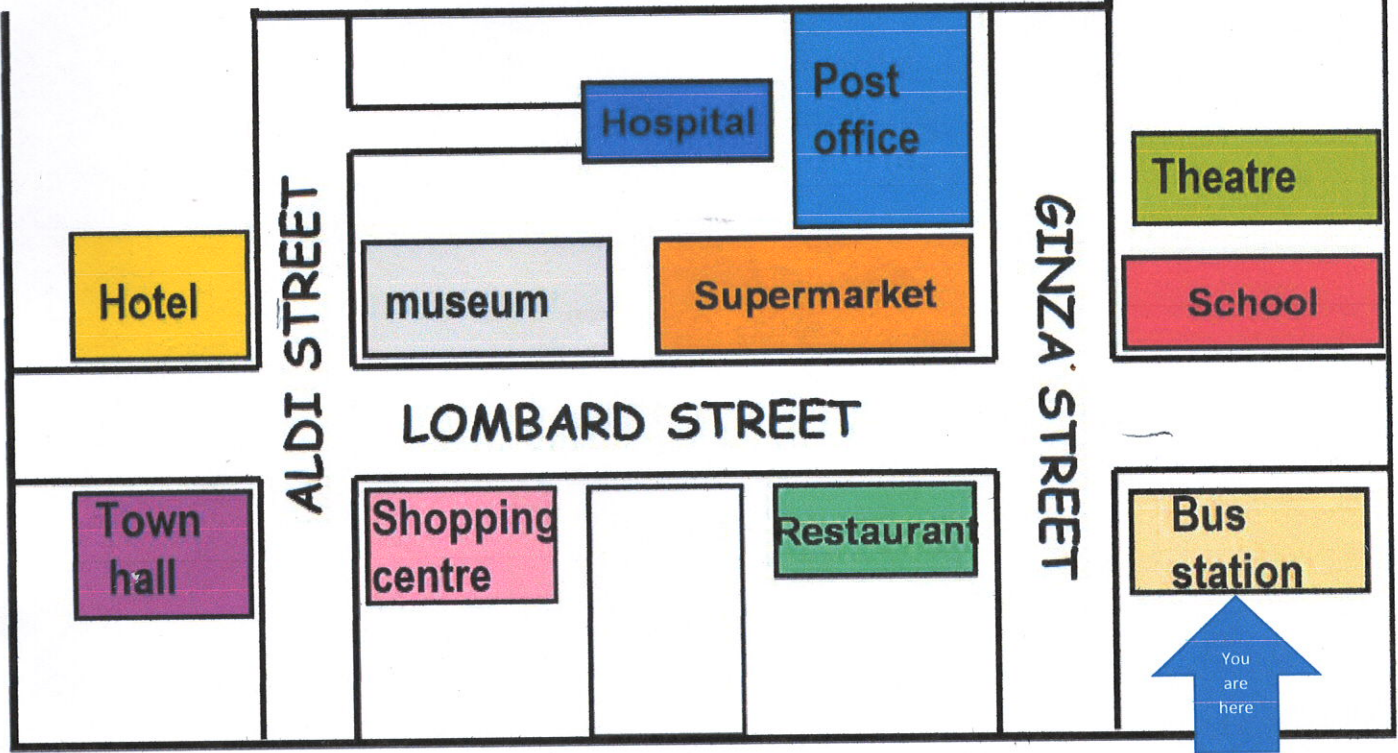 Post
office
Hospital
Theatre
Hotel
ALDI STREET
museum
Supermarket
GINZA STREET
School
LOMBARD STREET
Town
hall
Shopping
centre
Restaurant
Bus
station
You
are
here